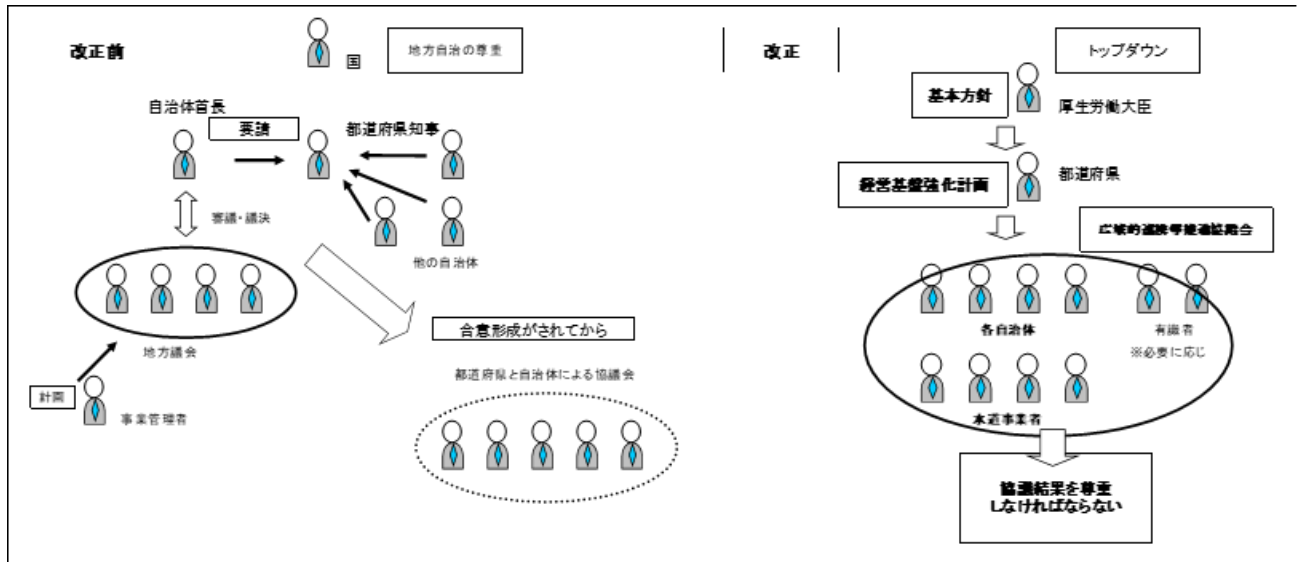 改正前
国
地方自治の尊重
自治体首長
要請
都道府県知事
審議・議決
他の自治体
地方議会
計画
事業管理者
合意形成がされてから
都道府県と自治体による協議会
改正
トップダウン
基本方針
厚生労働大臣
経営基盤強化計画
都道府県
広域的連携等推進協議会
各自治体
有識者
※必要に応じ
水道事業者
協議結果を尊重
しなければならない